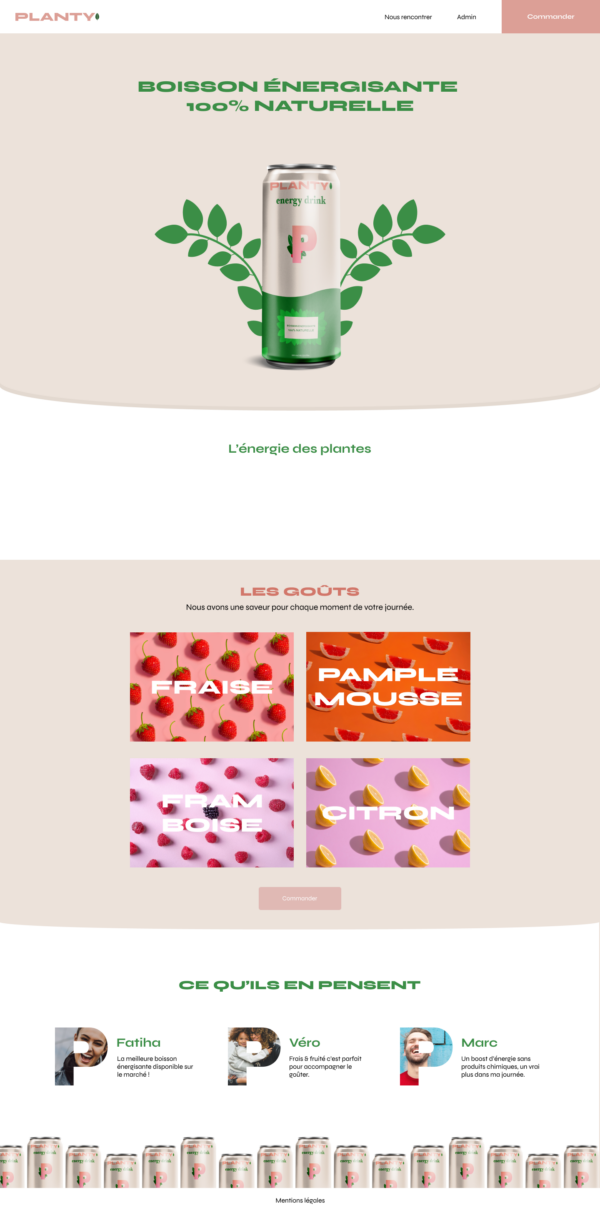 PLANTY
Nous rencontrer
Admin
Commander
BOISSON ÉNERGISANTE
100% NATURELLE
PLANTY
energy drink
P
L'énergie des plantes
LES GOÛTS
Nous avons une saveur pour chaque moment de votre journée.
FRAISE
PAMPLE
MOUSSE
FRAM
BOISE
CITRON
Commander
CE QU'ILS EN PENSENT
Fatiha
La meilleure boisson
énergisante disponible sur
le marché !
Véro
Frais & fruité c'est parfait
pour accompagner le
goûter.
Marc
Un boost d'énergie sans
produits chimiques, un vrai
plus dans ma journée.
Mentions légales